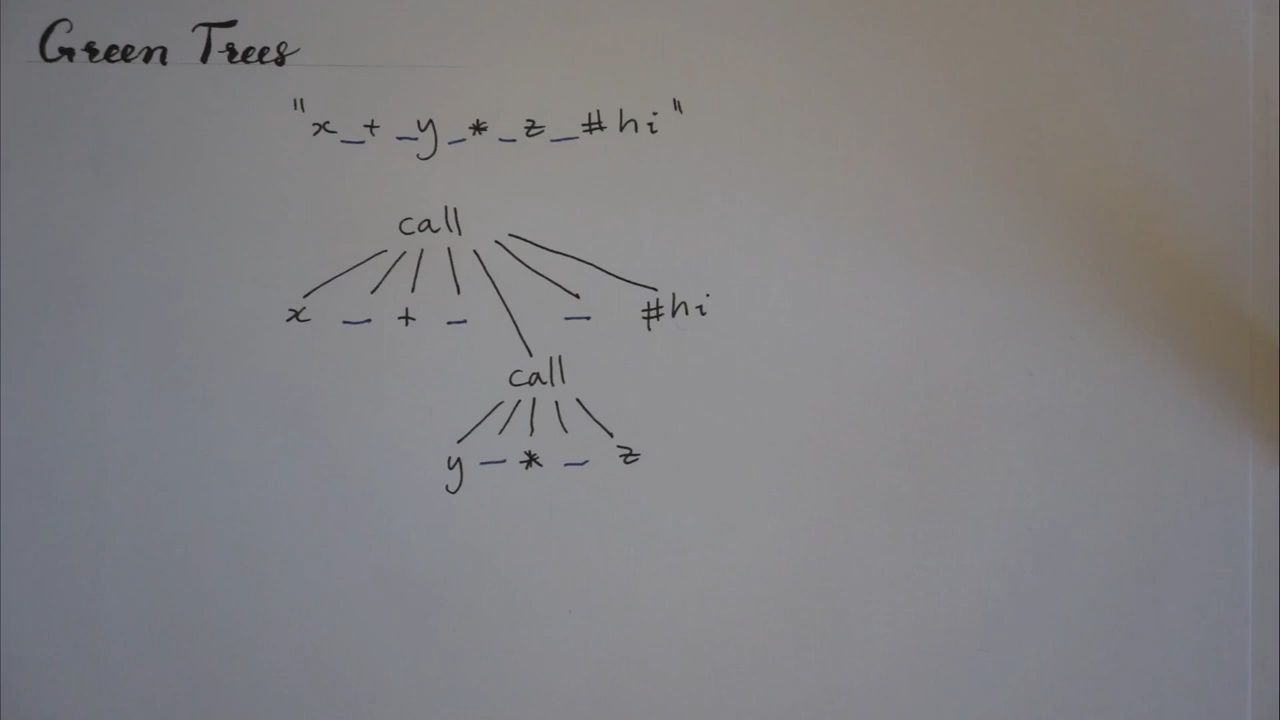 Green Trees
"x_+_y_*_z_#hi"
call
x _ + _ _ #hi
call
y _ * _ z